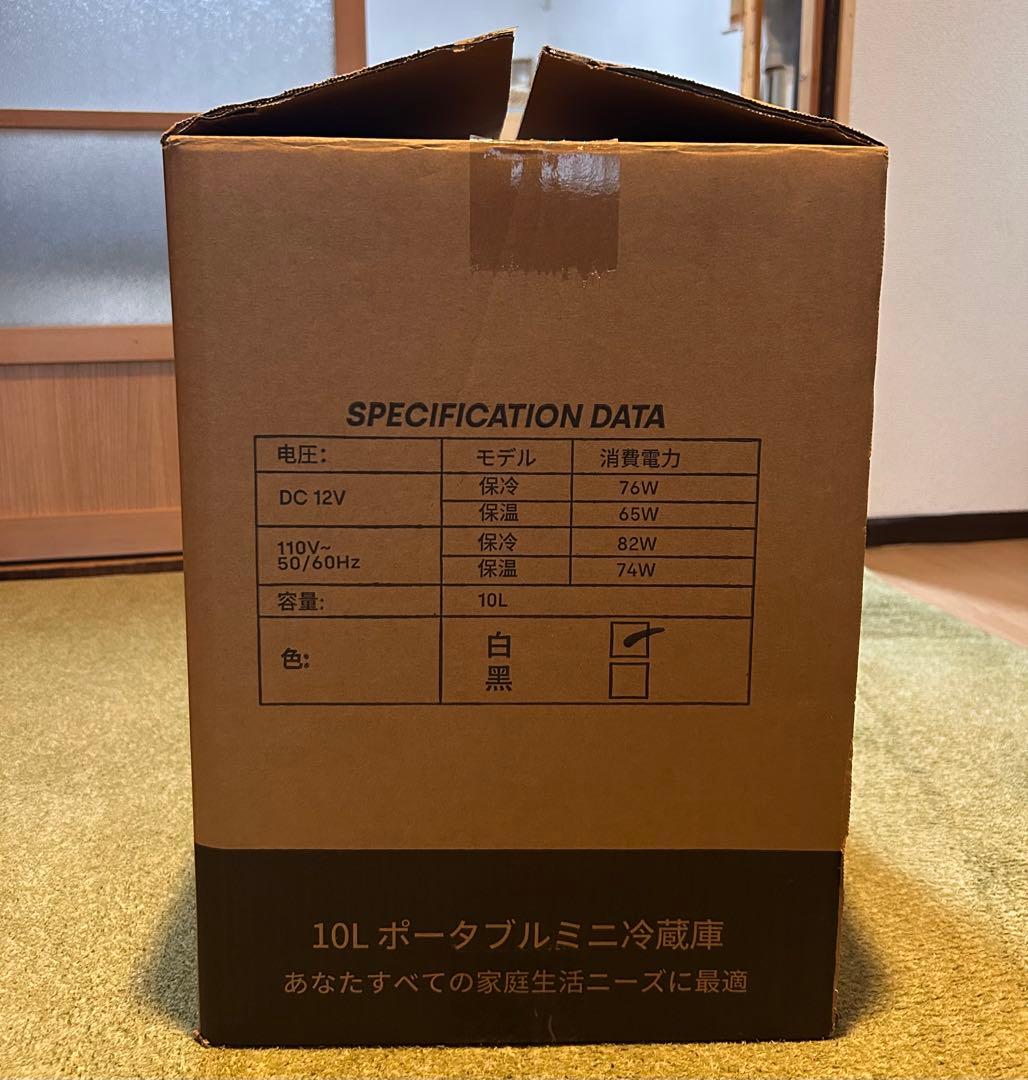 SPECIFICATION DATA
电圧: モデル 消費電力
DC 12V
保冷 76W
保温 65W
110V~
50/60Hz
保冷 82W
保温 74W
容量: 10L
色:
白
黑
10L ポータブルミニ冷蔵庫
あなたすべての家庭生活ニーズに最適